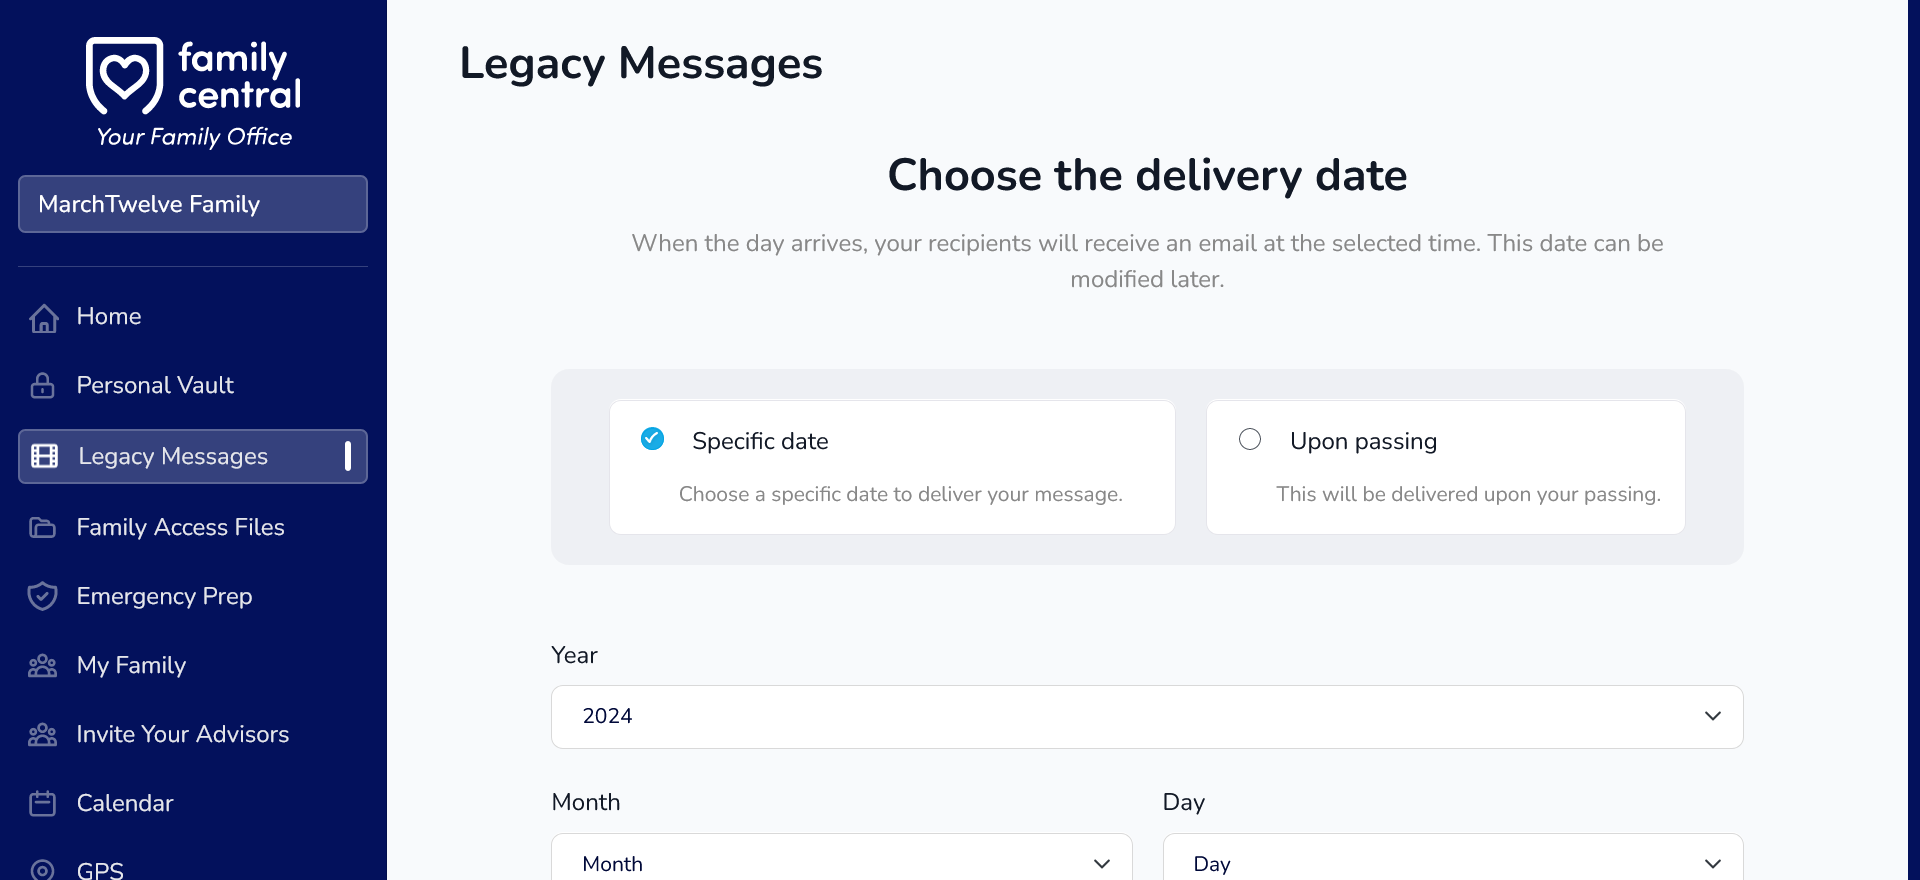 family
central
Your Family Office
MarchTwelve Family
Home
Personal Vault
Legacy Messages
Family Access Files
Emergency Prep
My Family
Invite Your Advisors
Calendar
GPS
Legacy Messages
Choose the delivery date
When the day arrives, your recipients will receive an email at the selected time. This date can be
modified later.
Specific date
Choose a specific date to deliver your message.
Upon passing
This will be delivered upon your passing.
Year
2024
Month
Month
Day
Day